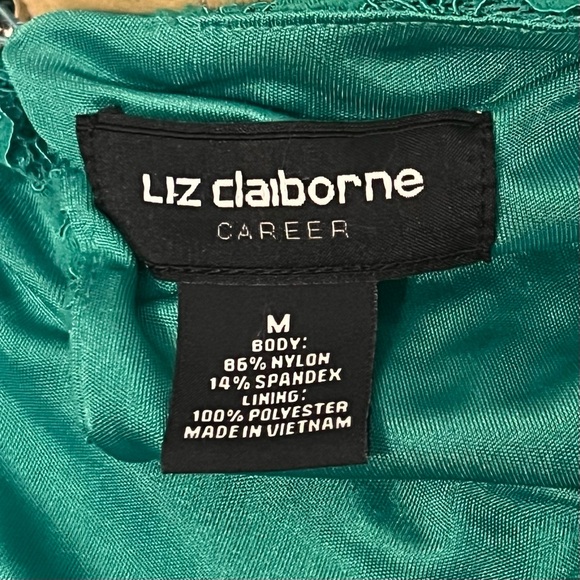 Liz claiborne
CAREER
M
BODY:
86% NYLON
14% SPANDEX
LINING:
100% POLYESTER
MADE IN VIETNAM